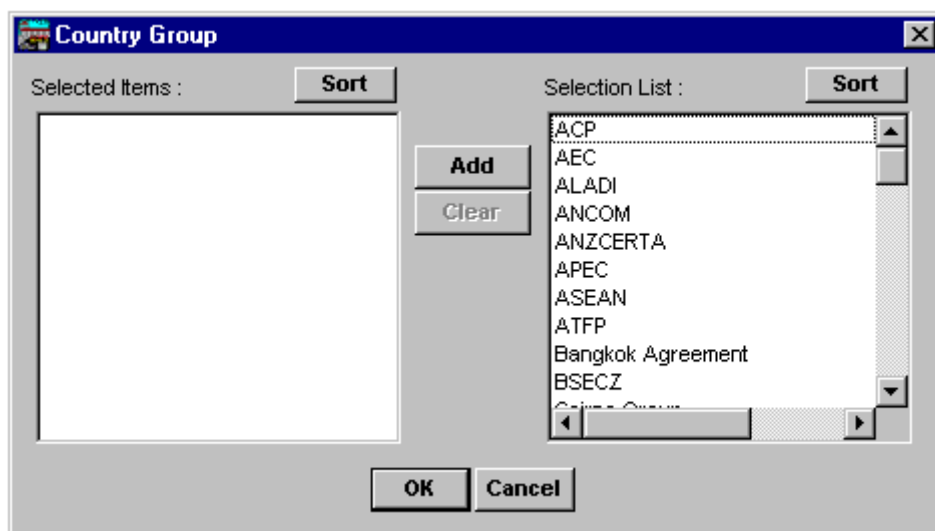 Country Group
Selected Items :
Sort
Selection List :
Sort
Add
Clear
ACP
AEC
ALADI
ANCOM
ANZCERTA
APEC
ASEAN
ATFP
Bangkok Agreement
BSECZ
OK
Cancel